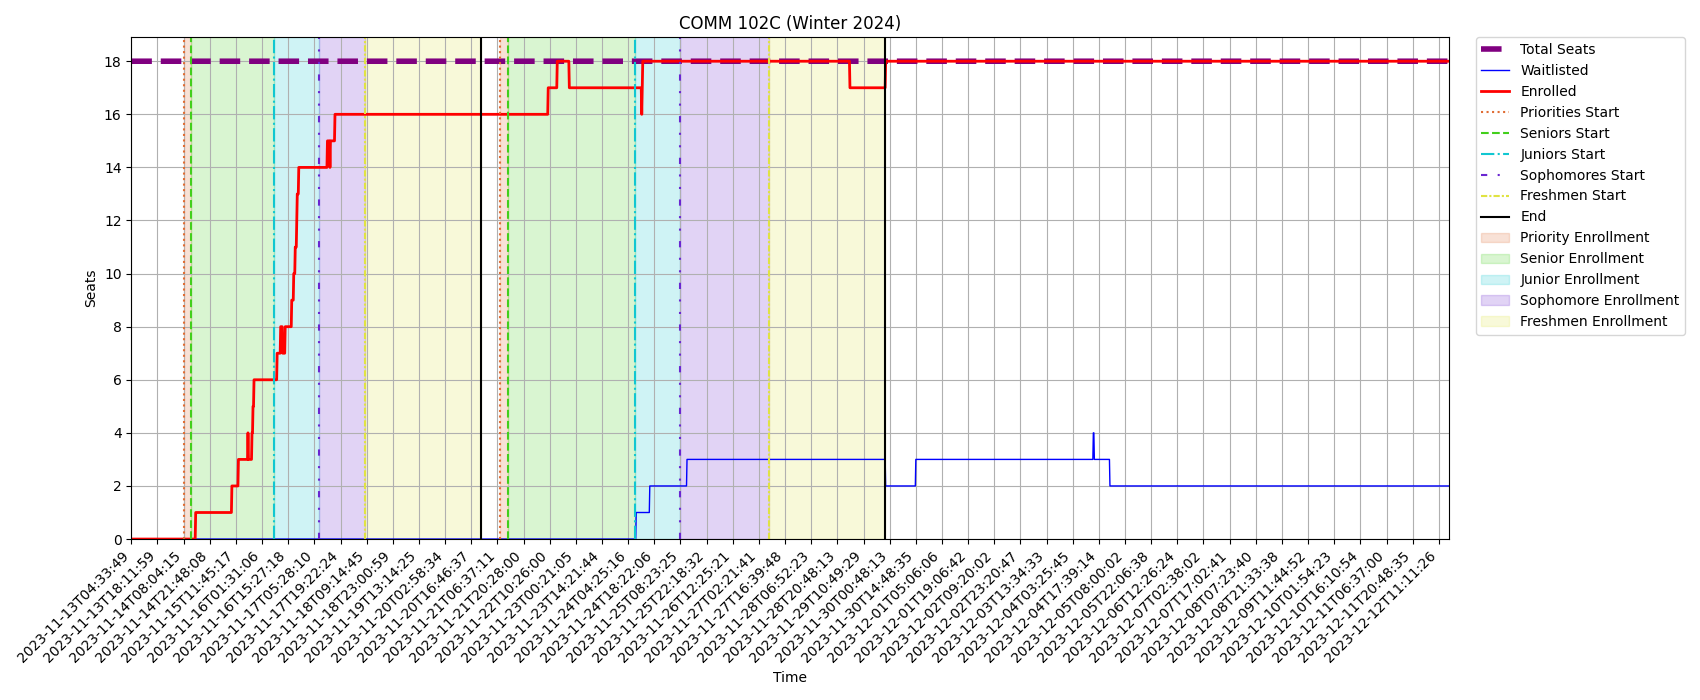 COMM 102C (Winter 2024)
Seats
18
16
14
12
10
8
6
4
2
0
2023-11-13T04:33:49
2023-11-13T18:11:59
2023-11-14T08:04:15
2023-11-14T21:48:08
2023-11-15T11:45:17
2023-11-16T01:31:06
2023-11-16T15:27:18
2023-11-17T05:28:10
2023-11-17T19:22:24
2023-11-18T09:14:45
2023-11-18T23:00:59
2023-11-19T13:14:25
2023-11-20T02:58:34
2023-11-20T16:46:37
2023-11-21T06:37:11
2023-11-21T20:28:00
2023-11-22T10:26:00
2023-11-23T00:21:05
2023-11-23T14:21:44
2023-11-24T04:25:16
2023-11-24T18:22:06
2023-11-25T08:23:25
2023-11-25T22:18:32
2023-11-26T12:25:21
2023-11-27T02:21:41
2023-11-27T16:39:48
2023-11-28T06:52:23
2023-11-28T20:48:13
2023-11-29T10:49:29
2023-11-30T00:48:13
2023-11-30T14:48:35
2023-12-01T05:06:06
2023-12-01T19:06:42
2023-12-02T09:20:02
2023-12-02T23:20:47
2023-12-03T13:34:33
2023-12-04T03:25:45
2023-12-04T17:39:14
2023-12-05T08:00:02
2023-12-05T22:06:38
2023-12-06T12:26:24
2023-12-07T02:38:02
2023-12-07T17:02:41
2023-12-08T07:23:40
2023-12-08T21:33:38
2023-12-09T11:44:52
2023-12-10T01:54:23
2023-12-10T16:10:54
2023-12-11T06:37:00
2023-12-11T20:48:35
2023-12-12T11:11:26
Time
Total Seats
Waitlisted
Enrolled
Priorities Start
Seniors Start
Juniors Start
Sophomores Start
Freshmen Start
End
Priority Enrollment
Senior Enrollment
Junior Enrollment
Sophomore Enrollment
Freshmen Enrollment